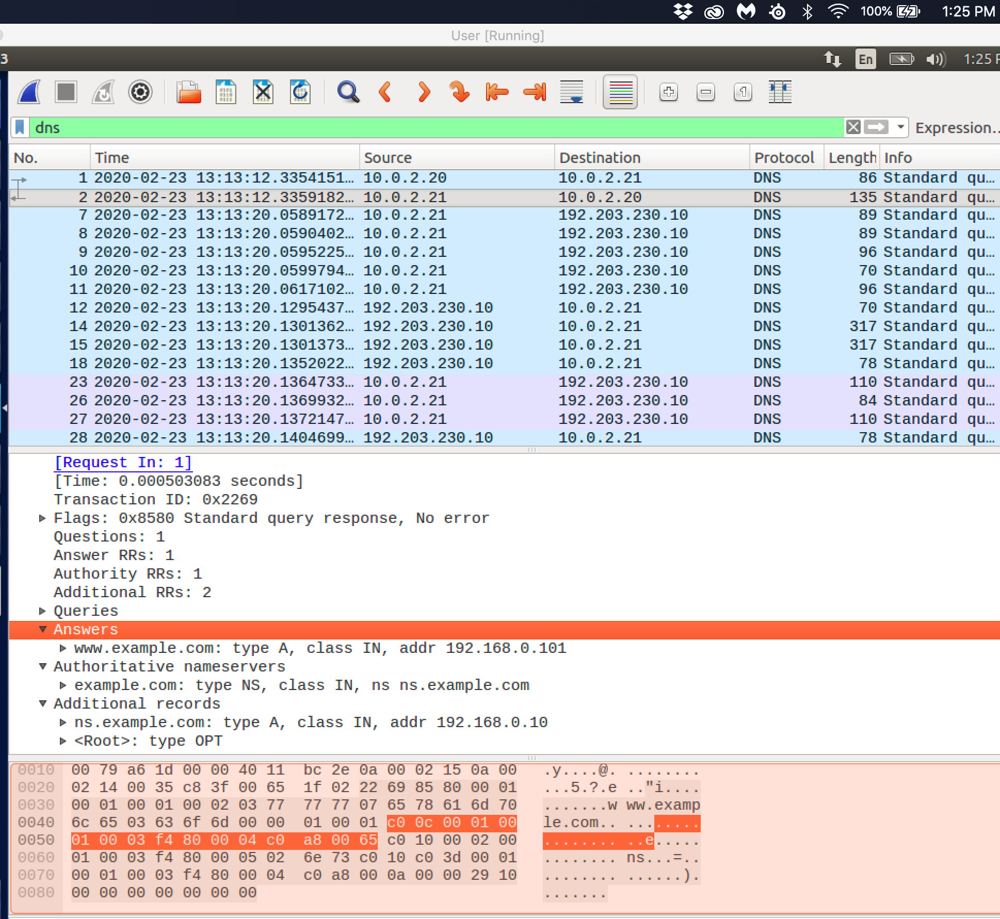 100% 1:25 PM
User [Running]
3 En 1:25 P
dns Expression..
No. Time Source Destination Protocol Length Info
1 2020-02-23 13:13:12.3354151… 10.0.2.20 10.0.2.21 DNS 86 Standard qu…
2 2020-02-23 13:13:12.3359182… 10.0.2.21 10.0.2.20 DNS 135 Standard qu…
7 2020-02-23 13:13:20.0589172… 10.0.2.21 192.203.230.10 DNS 89 Standard qu…
8 2020-02-23 13:13:20.0590402… 10.0.2.21 192.203.230.10 DNS 89 Standard qu…
9 2020-02-23 13:13:20.0595225… 10.0.2.21 192.203.230.10 DNS 96 Standard qu…
10 2020-02-23 13:13:20.0599794… 10.0.2.21 192.203.230.10 DNS 70 Standard qu…
11 2020-02-23 13:13:20.0617102… 10.0.2.21 192.203.230.10 DNS 96 Standard qu…
12 2020-02-23 13:13:20.1295437… 192.203.230.10 10.0.2.21 DNS 70 Standard qu…
14 2020-02-23 13:13:20.1301362… 192.203.230.10 10.0.2.21 DNS 317 Standard qu…
15 2020-02-23 13:13:20.1301373… 192.203.230.10 10.0.2.21 DNS 317 Standard qu…
18 2020-02-23 13:13:20.1352022… 192.203.230.10 10.0.2.21 DNS 78 Standard qu…
23 2020-02-23 13:13:20.1364733… 10.0.2.21 192.203.230.10 DNS 110 Standard qu…
26 2020-02-23 13:13:20.1369932… 10.0.2.21 192.203.230.10 DNS 84 Standard qu…
27 2020-02-23 13:13:20.1372147… 10.0.2.21 192.203.230.10 DNS 110 Standard qu…
28 2020-02-23 13:13:20.1404699… 192.203.230.10 10.0.2.21 DNS 78 Standard qu…
[Request In: 1]
[Time: 0.000503083 seconds]
Transaction ID: 0x2269
Flags: 0x8580 Standard query response, No error
Questions: 1
Answer RRs: 1
Authority RRs: 1
Additional RRs: 2
Queries
Answers
www.example.com: type A, class IN, addr 192.168.0.101
Authoritative nameservers
example.com: type NS, class IN, ns ns.example.com
Additional records
ns.example.com: type A, class IN, addr 192.168.0.10
<Root>: type OPT
0010 00 79 a6 1d 00 00 40 11 bc 2e 0a 00 02 15 0a 00 .y....@. ........
0020 02 14 00 35 c8 3f 00 65 1f 02 22 69 85 80 00 01 ...5.?.e .."i....
0030 00 01 00 01 00 02 03 77 77 77 07 65 78 61 6d 70 .......w ww.examp
0040 6c 65 03 63 6f 6d 00 00 01 00 01 c0 0c 00 01 00 le.com.. ........
0050 01 00 03 f4 80 00 04 c0 a8 00 65 c0 10 00 02 00 ........ ..e.....
0060 01 00 03 f4 80 00 05 02 6e 73 c0 10 c0 3d 00 01 ........ ns...=..
0070 00 01 00 03 f4 80 00 04 c0 a8 00 0a 00 00 29 10 ........ ......).
0080 00 00 00 00 00 00 00 .......